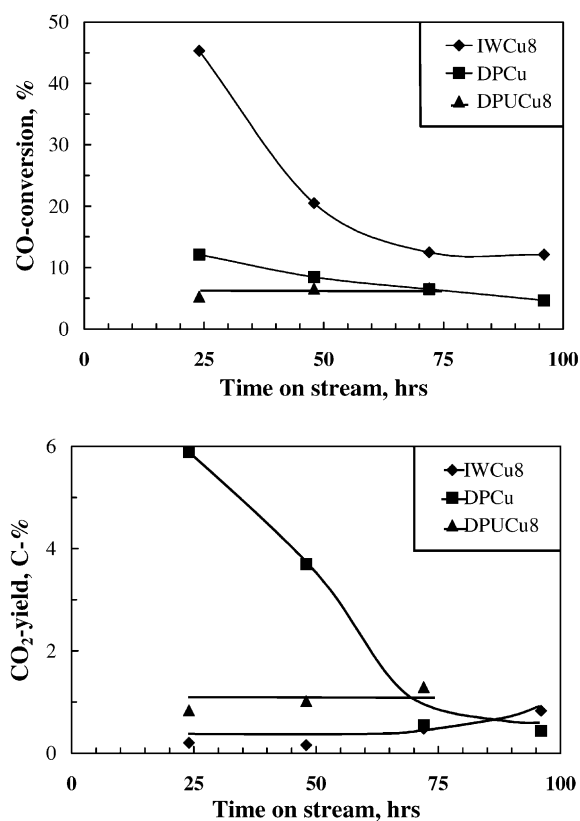 50
40
30
20
10
0
CO-conversion, %
IWCu8
DPCu
DPUCu8
0
25
50
75
100
Time on stream, hrs
6
4
2
0
CO₂-yield, C-%
IWCu8
DPCu
DPUCu8
0
25
50
75
100
Time on stream, hrs